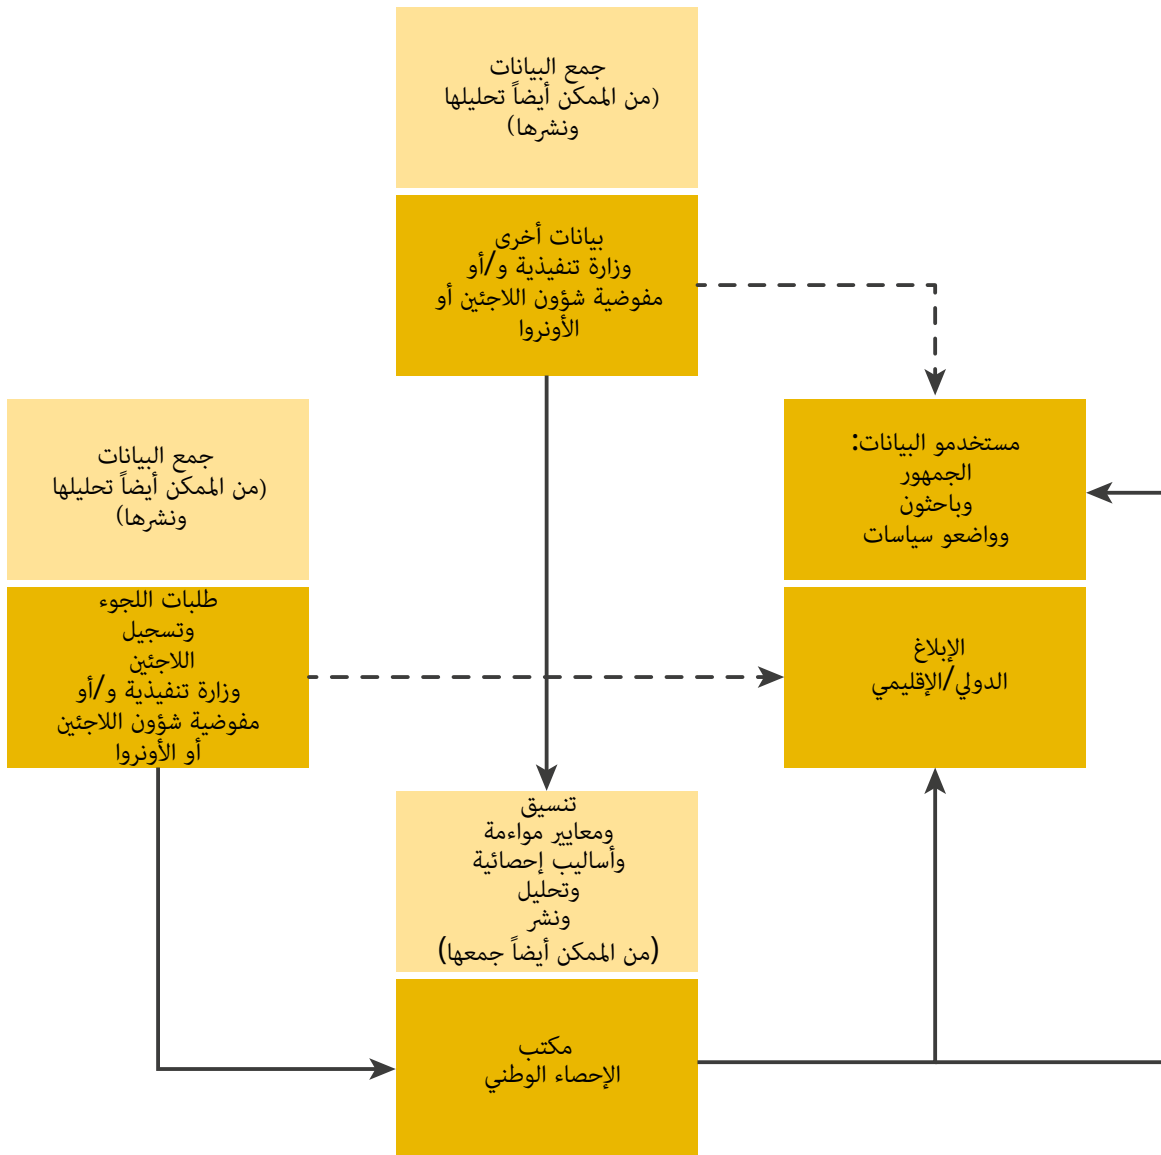 جمع البيانات
(من الممكن أيضاً تحليلها
ونشرها)
بيانات أخرى
وزارة تنفيذية و/أو
مفوضية شؤون اللاجئين أو
الأونروا
جمع البيانات
(من الممكن أيضاً تحليلها
ونشرها)
طلبات اللجوء
وتسجيل
اللاجئين
وزارة تنفيذية و/أو
مفوضية شؤون اللاجئين
أو الأونروا
مستخدمو البيانات:
الجمهور
وباحثون
وواضعو سياسات
الإبلاغ
الدولي/الإقليمي
تنسيق
ومعايير مواءمة
وأساليب إحصائية
وتحليل
ونشر
(من الممكن أيضاً جمعها)
مكتب
الإحصاء الوطني